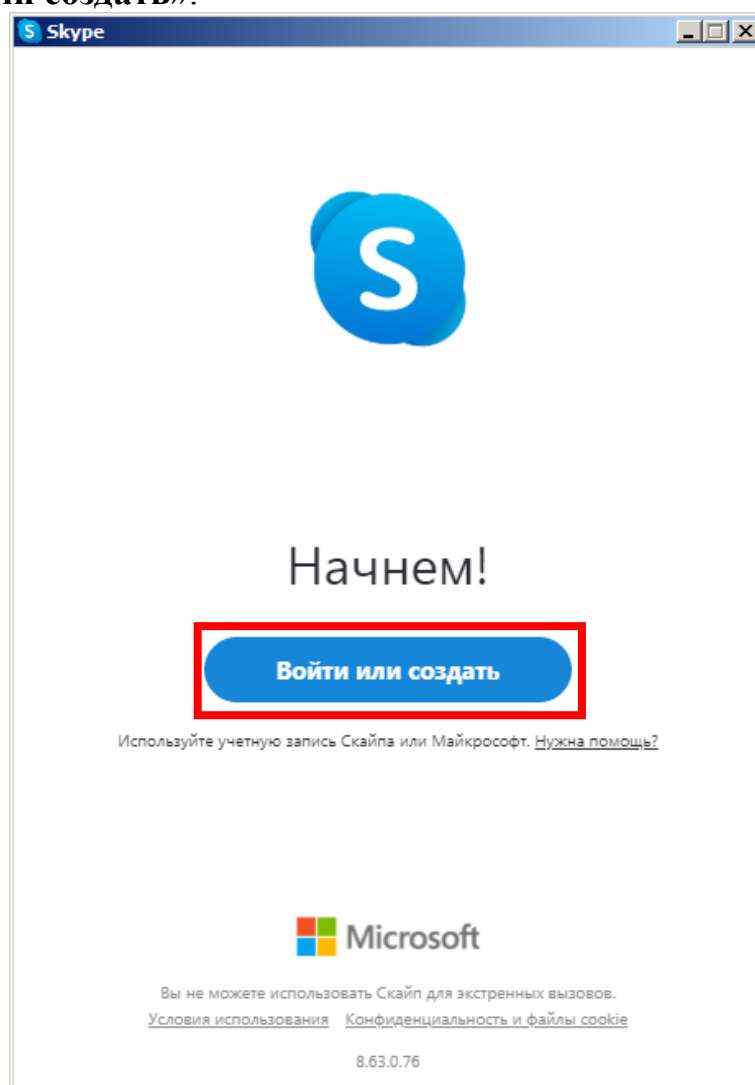 создать».
Skype
S
Начнем!
Войти или создать
Используйте учетную запись Скайпа или Майкрософт. Нужна помощь?
Microsoft
Вы не можете использовать Скайп для экстренных вызовов.
Условия использования Конфиденциальность и файлы cookie
8.63.0.76